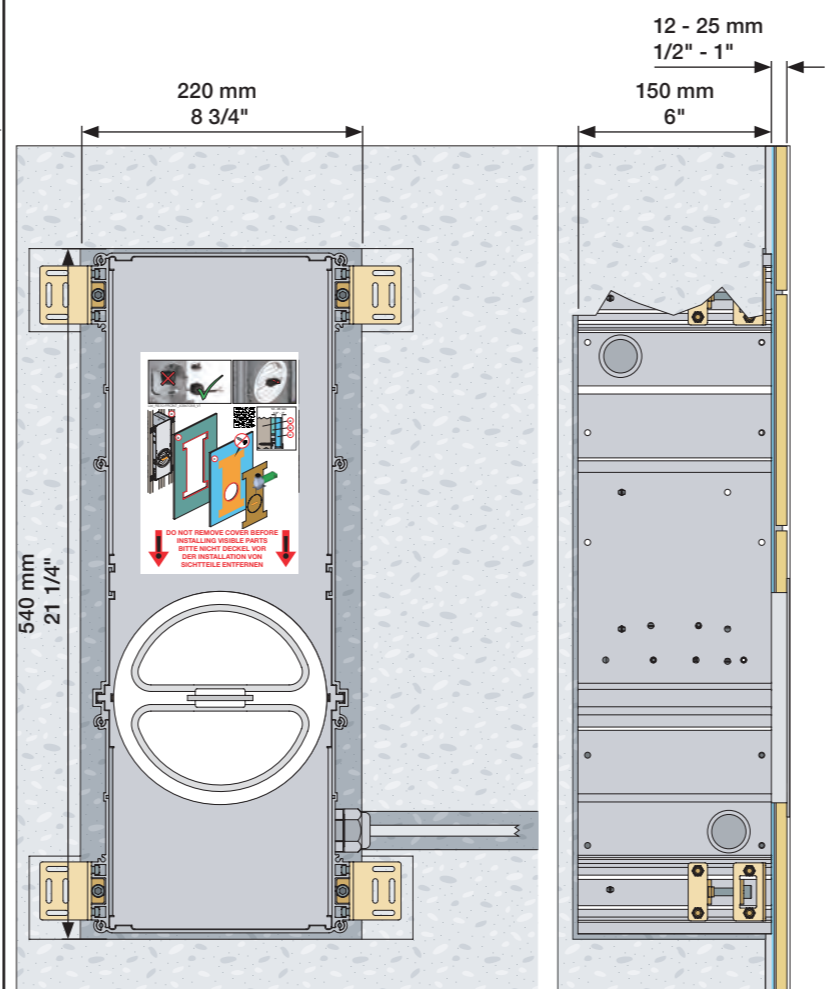 12 - 25 mm
1/2" - 1"
220 mm
8 3/4"
150 mm
6"
540 mm
21 1/4"
DO NOT REMOVE COVER BEFORE
INSTALLING VISIBLE PARTS
BITTE NICHT DECKEL VOR
DER INSTALLATION VON
SICHTTEILE ENTFERNEN